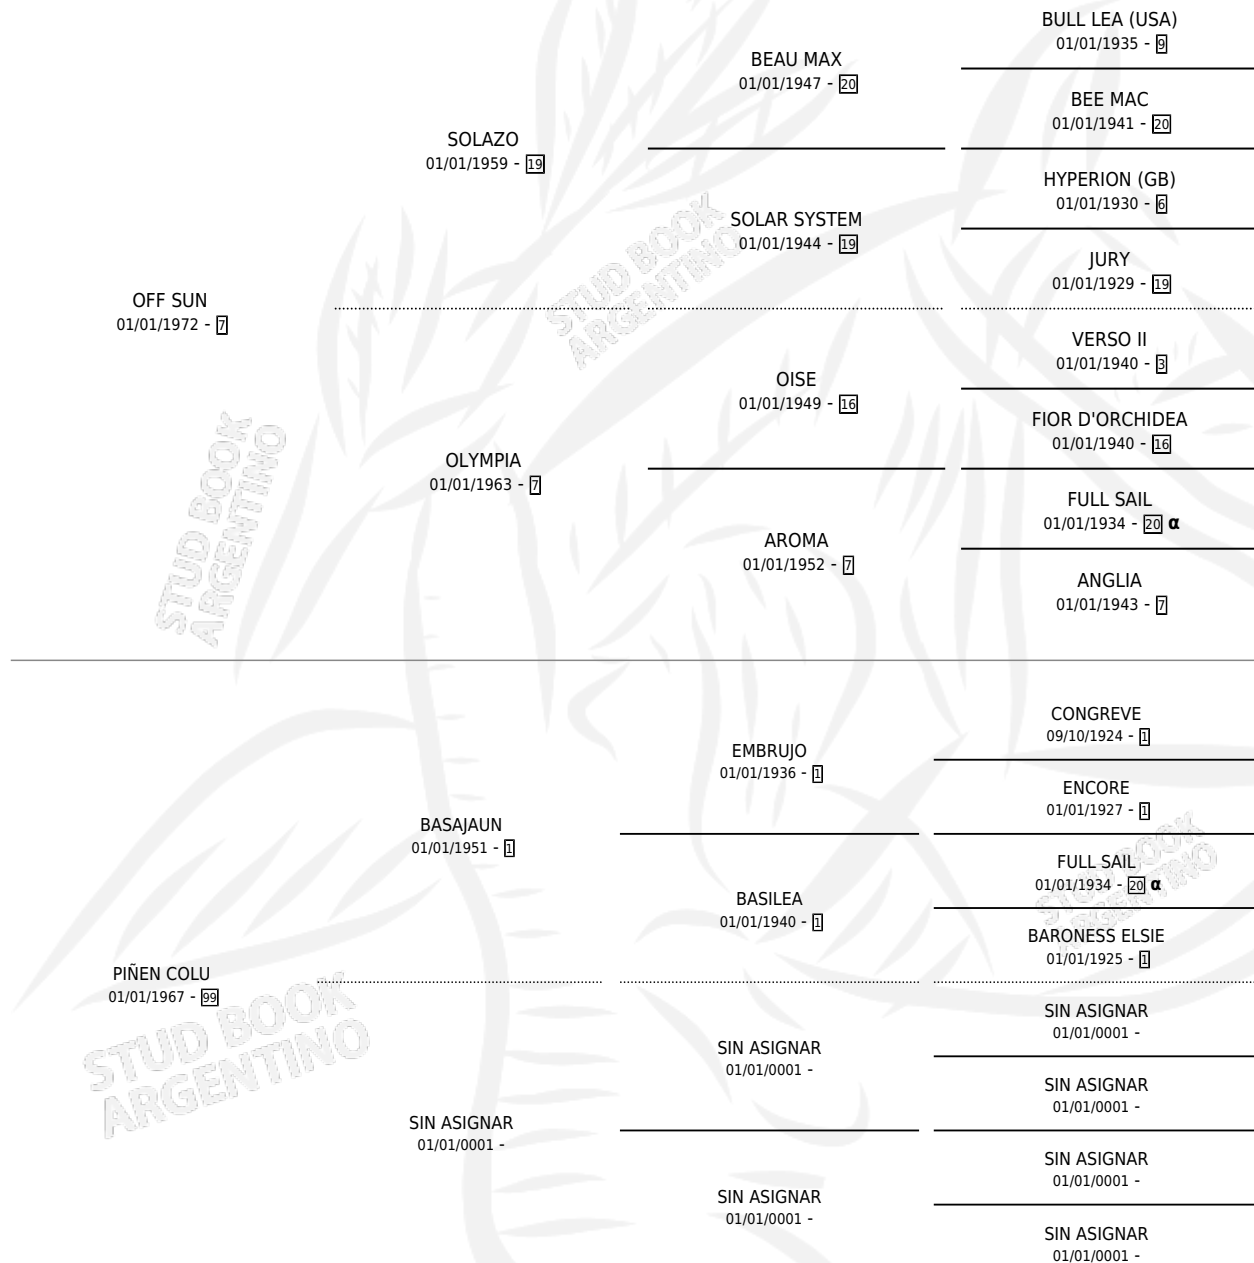 BULL LEA (USA)
01/01/1935 - 9
BEAU MAX
01/01/1947 - 20
BEE MAC
01/01/1941 - 20
SOLAZO
01/01/1959 - 19
HYPERION (GB)
01/01/1930 - 6
SOLAR SYSTEM
01/01/1944 - 19
JURY
01/01/1929 - 19
STUD BOOK
ARGENTINO
OFF SUN
01/01/1972 - 7
VERSO II
01/01/1940 - 3
OISE
01/01/1949 - 16
FIOR D'ORCHIDEA
01/01/1940 - 16
OLYMPIA
01/01/1963 - 7
FULL SAIL
01/01/1934 - 20 α
AROMA
01/01/1952 - 7
ANGLIA
01/01/1943 - 7
STUD BOOK
ARGENTINO
CONGREVE
09/10/1924 - 1
EMBRUJO
01/01/1936 - 1
ENCORE
01/01/1927 - 1
BASAJAUN
01/01/1951 - 1
FULL SAIL
01/01/1934 - 20 α
BASILEA
01/01/1940 - 1
BARONESS ELSIE
01/01/1925 - 1
STUD BOOK
ARGENTINO
PIÑEN COLU
01/01/1967 - 99
SIN ASIGNAR
01/01/0001 -
SIN ASIGNAR
01/01/0001 -
SIN ASIGNAR
01/01/0001 -
SIN ASIGNAR
01/01/0001 -
SIN ASIGNAR
01/01/0001 -
SIN ASIGNAR
01/01/0001 -
SIN ASIGNAR
01/01/0001 -
STUD BOOK
ARGENTINO